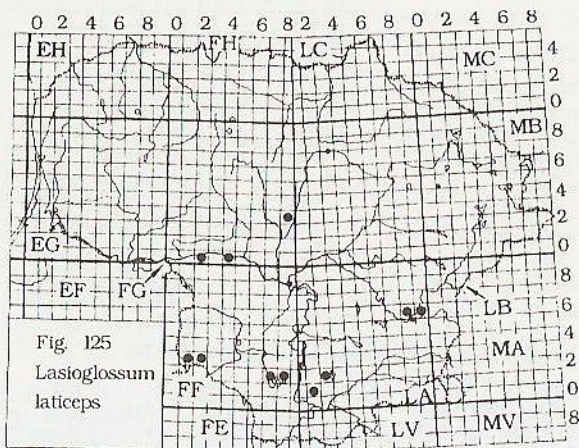 0 2 4 6 8 0 2 4 6 8 0 2 4 6 8 0 2 4 6 8
EH FH LC MC
4
2
0
MB
8
6
4
2
EG
0
EF FG LB
8
6
MA
4
Fig. 125
Lasioglossum
laticeps
2
FF LA
0
FE LV MV
8